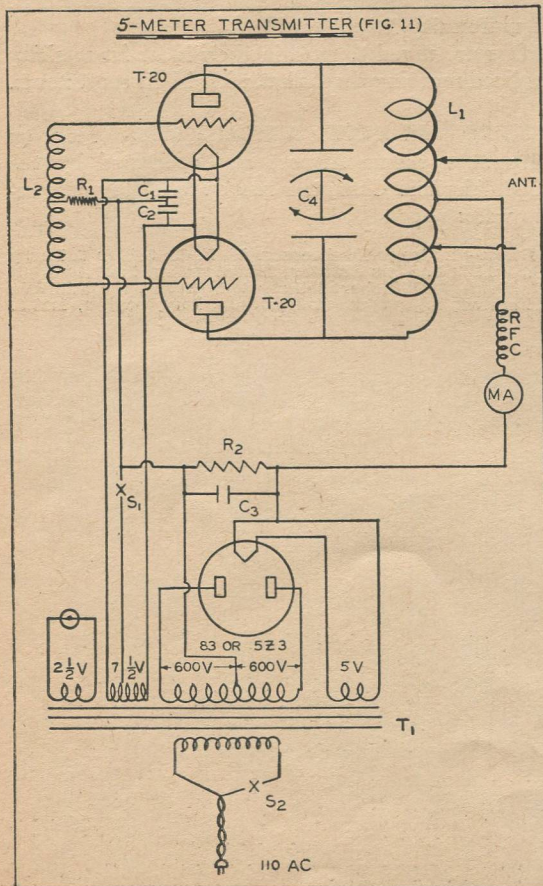 5-METER TRANSMITTER (FIG. 11)
T-20
L1
L2
R1
C1
C2
C4
ANT.
T-20
RFC
MA
R2
X S1
C3
83 OR 5Z3
2½V
7½V
600V
600V
5V
T1
X S2
110 AC